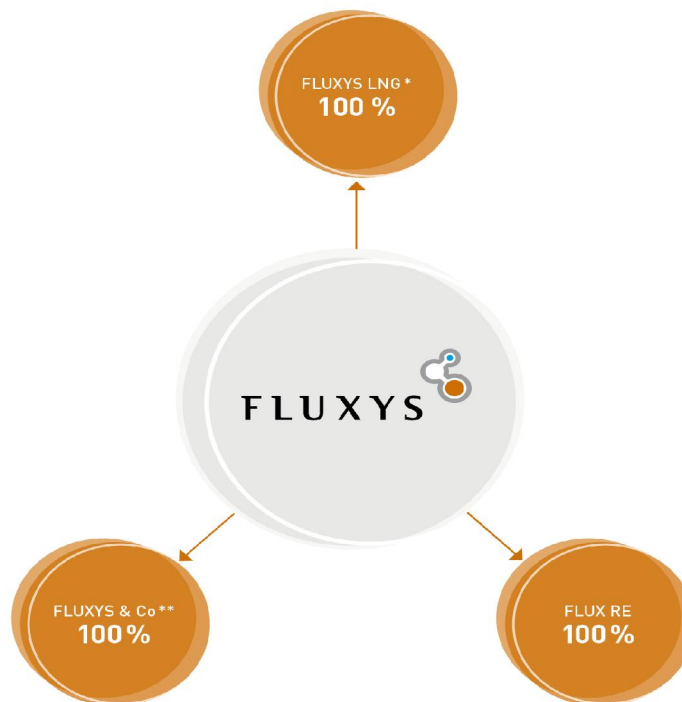 FLUXYS LNG *
100 %
FLUXYS
FLUXYS & Co **
100 %
FLUX RE
100 %